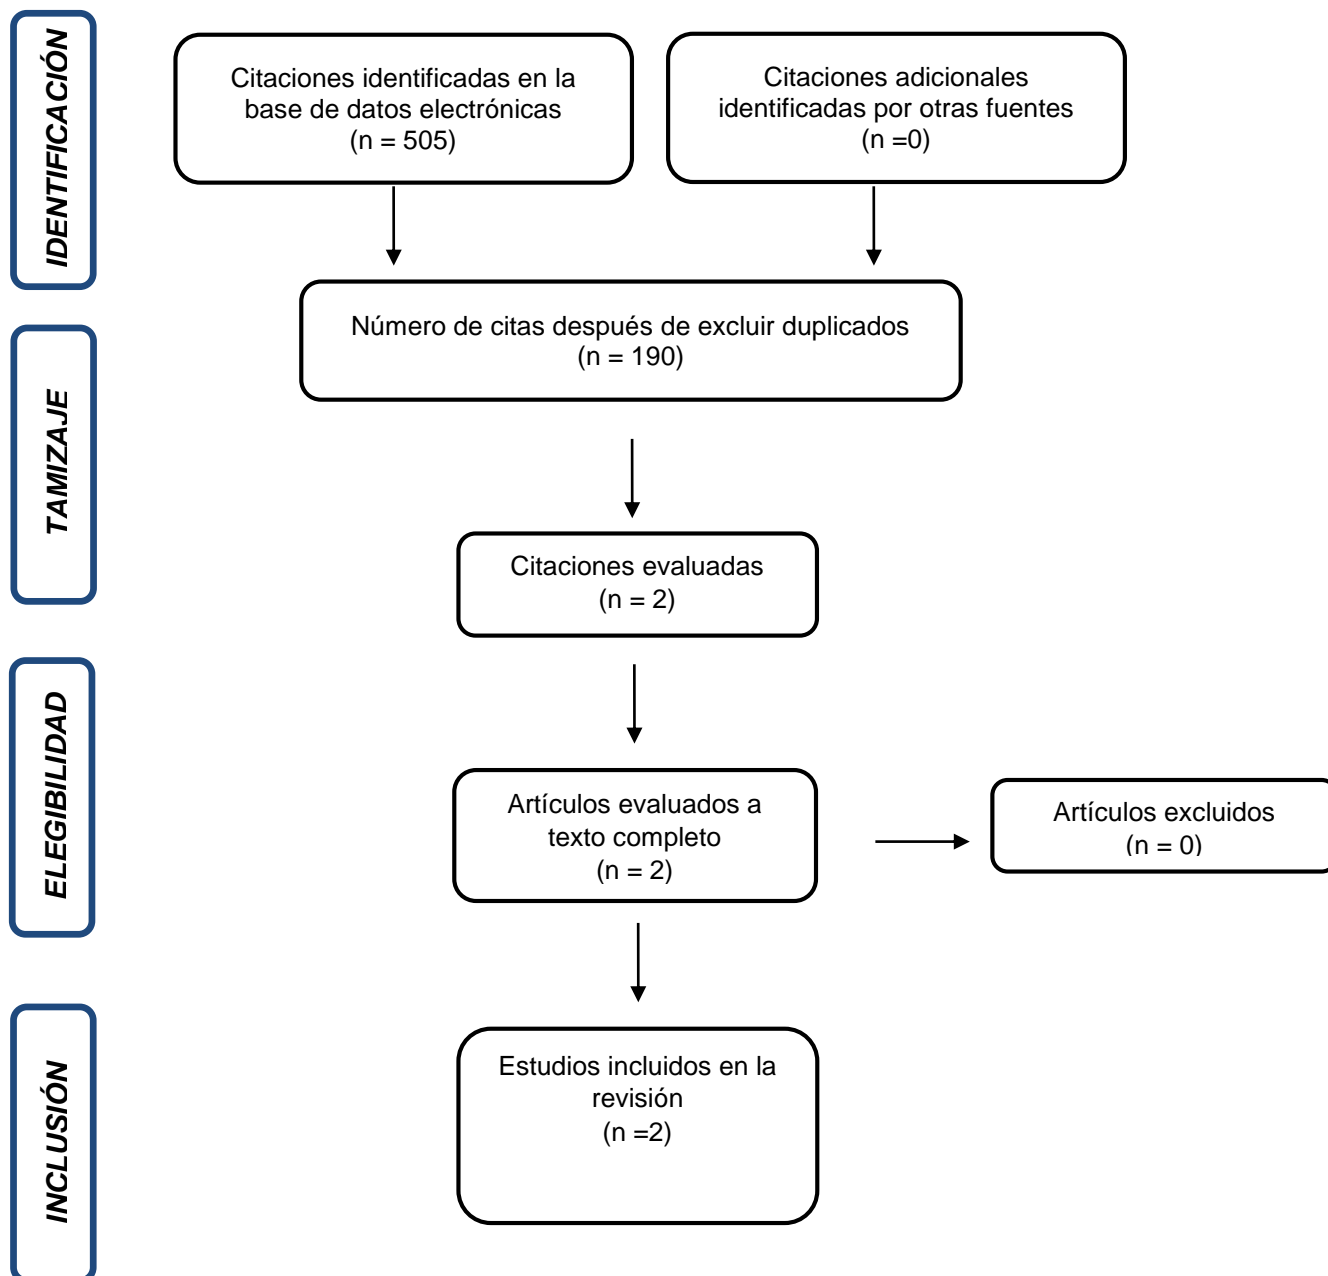 IDENTIFICACIÓN
Citaciones identificadas en la
base de datos electrónicas
(n = 505)
Citaciones adicionales
identificadas por otras fuentes
(n =0)
Número de citas después de excluir duplicados
(n = 190)
TAMIZAJE
Citaciones evaluadas
(n = 2)
ELEGIBILIDAD
Artículos evaluados a
texto completo
(n = 2)
Artículos excluidos
(n = 0)
INCLUSIÓN
Estudios incluidos en la
revisión
(n =2)